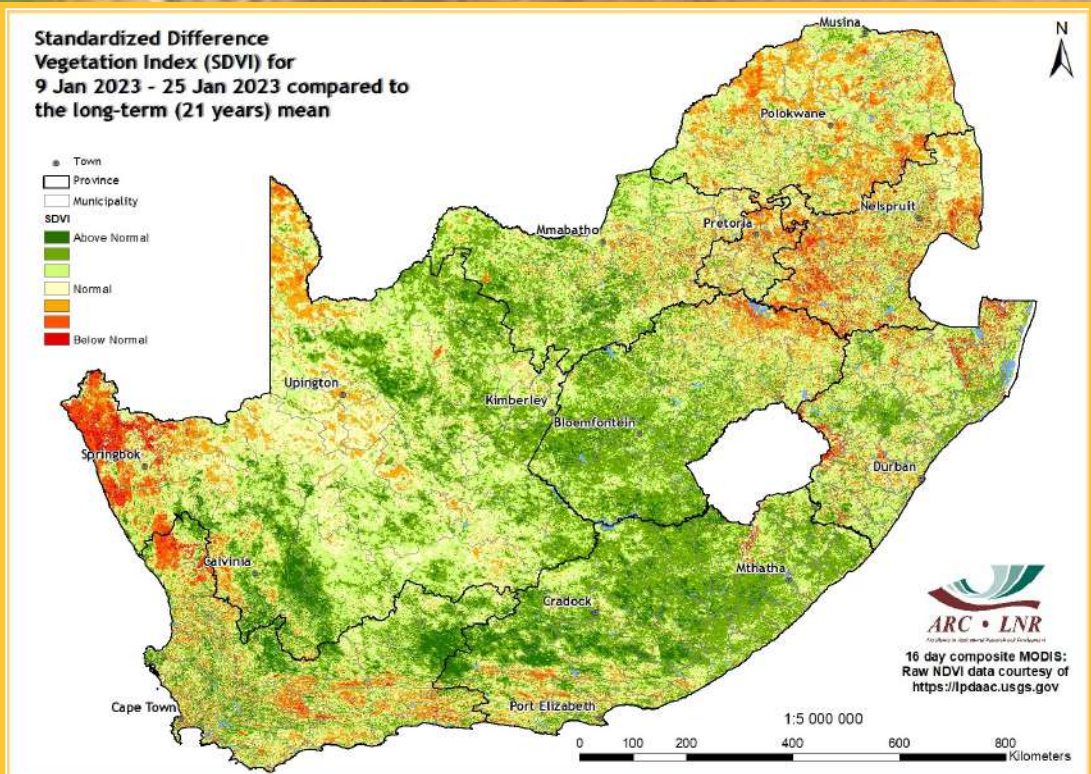 Standardized Difference
Vegetation Index (SDVI) for
9 Jan 2023 - 25 Jan 2023 compared to
the long-term (21 years) mean
Town
Province
Municipality
SDVI
Above Normal
Normal
Below Normal
N
Musina
Polokwane
Nelspruit
Pretoria
Mmabatho
Upington
Kimberley
Bloemfontein
Springbok
Durban
Calvinia
Mthatha
Cradock
Cape Town
Port Elizabeth
ARC • LNR
16 day composite MODIS:
Raw NDVI data courtesy of
https://lpdaac.usgs.gov
1:5 000 000
0 100 200 400 600 800
Kilometers